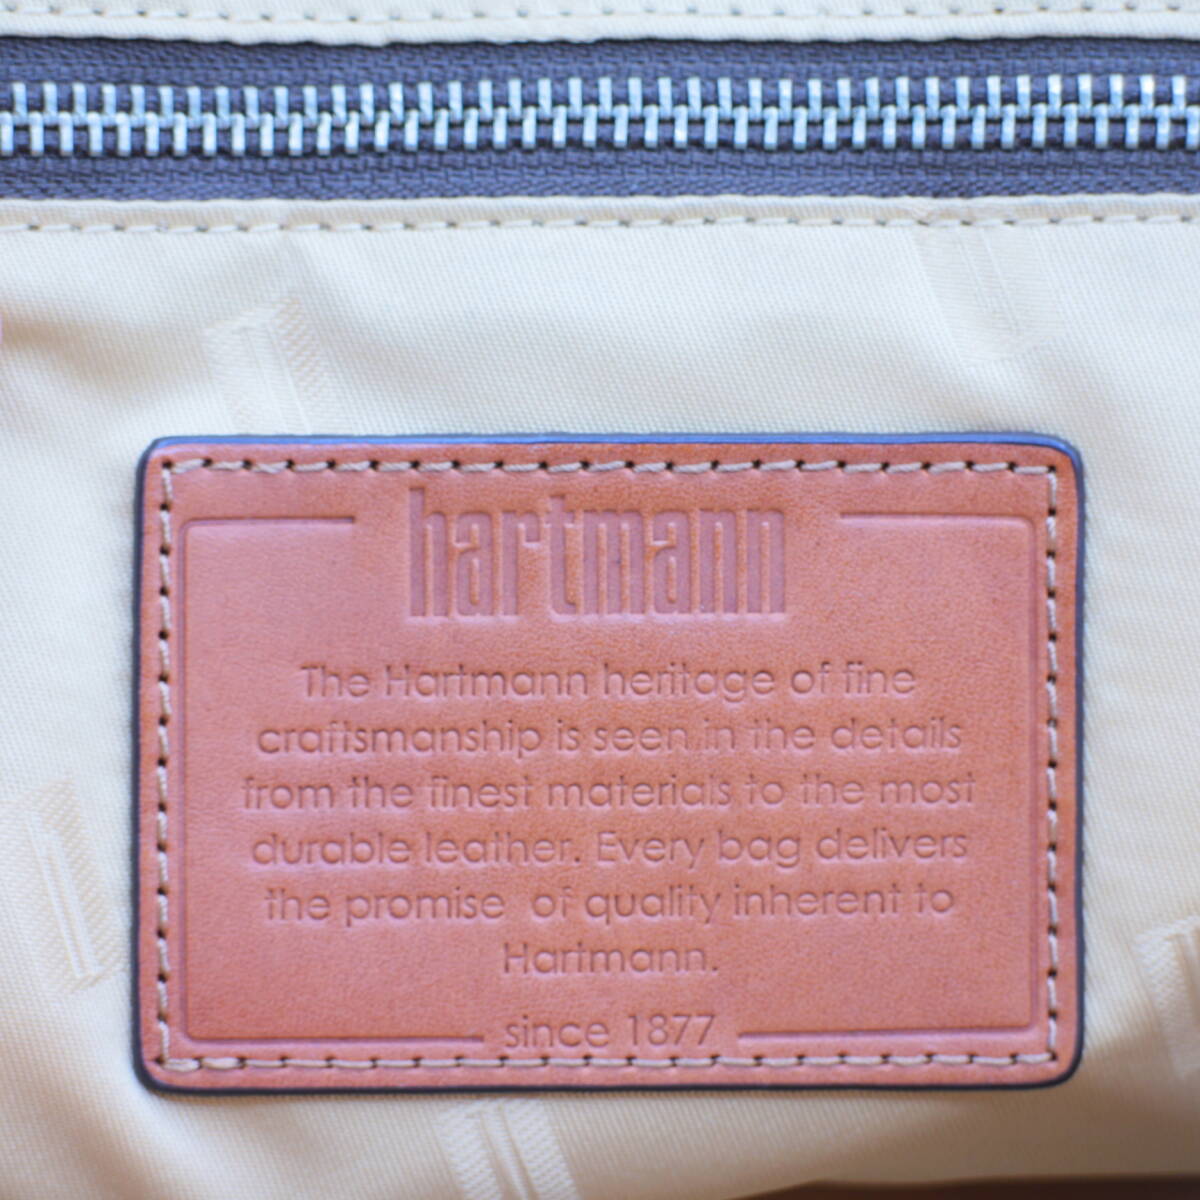 hartmann
The Hartmann heritage of fine
craftsmanship is seen in the details
from the finest materials to the most
durable leather. Every bag delivers
the promise of quality inherent to
Hartmann.
since 1877